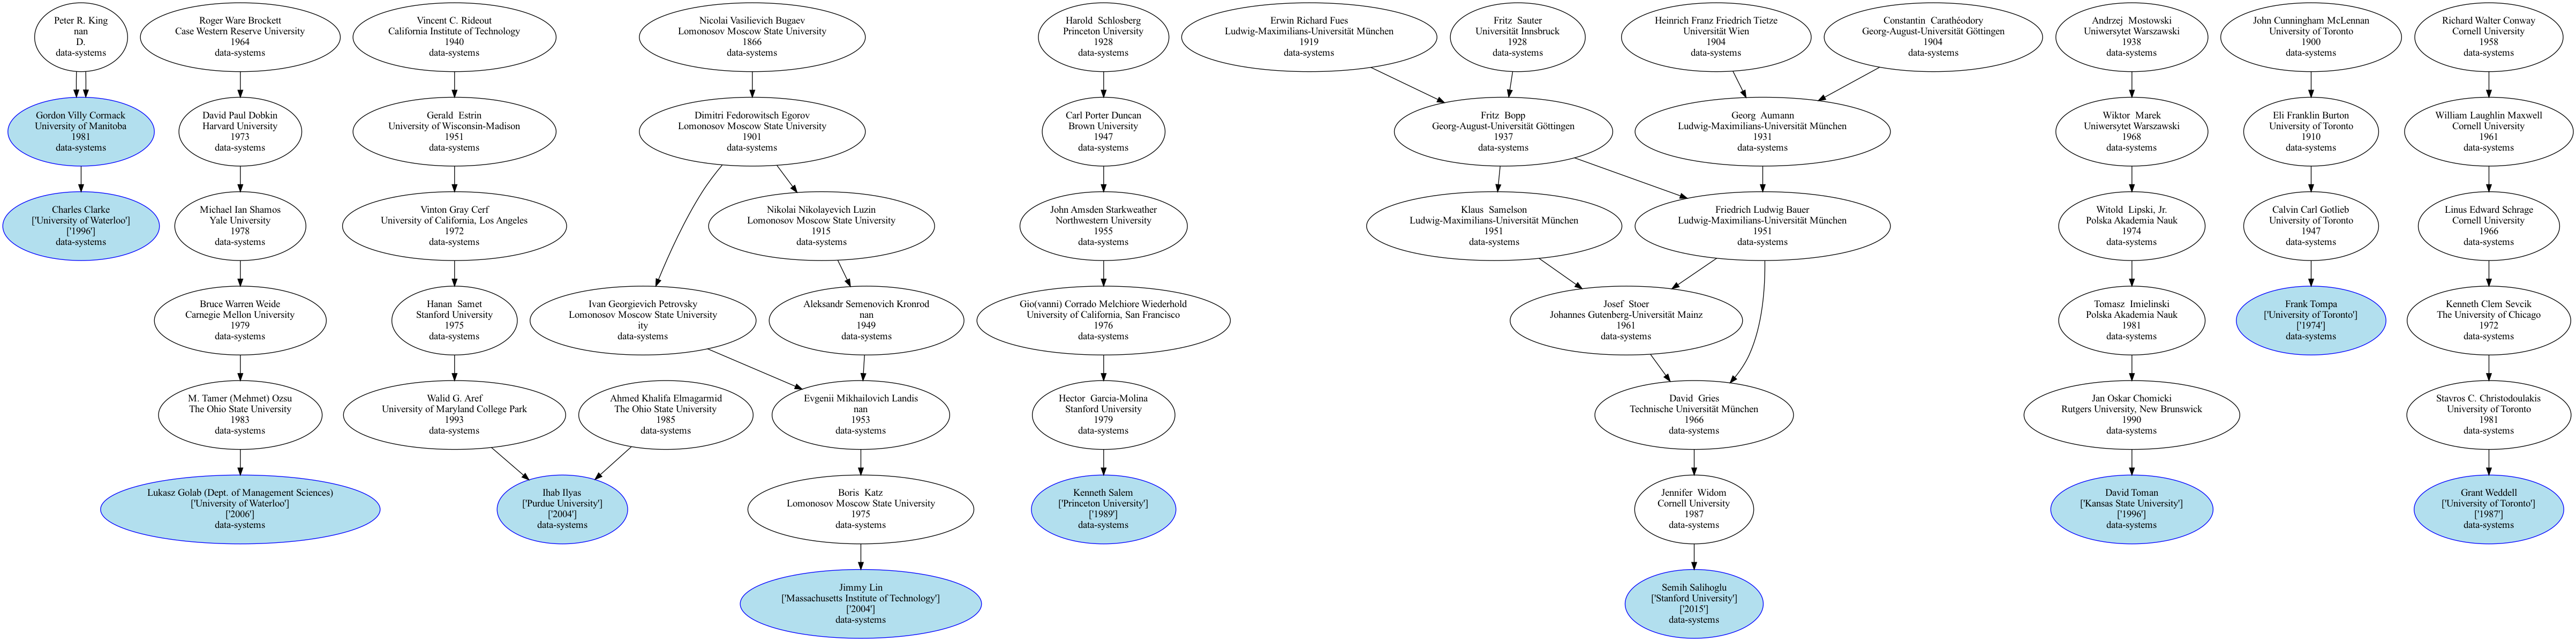 Peter R. King
nan
D.
data-systems
Roger Ware Brockett
Case Western Reserve University
1964
data-systems
Vincent C. Rideout
California Institute of Technology
1940
data-systems
Nicolai Vasilievich Bugaev
Lomonosov Moscow State University
1866
data-systems
Harold Schlosberg
Princeton University
1928
data-systems
Erwin Richard Fues
Ludwig-Maximilians-Universität München
1919
data-systems
Fritz Sauter
Universität Innsbruck
1928
data-systems
Heinrich Franz Friedrich Tietze
Universität Wien
1904
data-systems
Constantin Carathéodory
Georg-August-Universität Göttingen
1904
data-systems
Andrzej Mostowski
Uniwersytet Warszawski
1938
data-systems
John Cunningham McLennan
University of Toronto
1900
data-systems
Richard Walter Conway
Cornell University
1958
data-systems
Gordon Villy Cormack
University of Manitoba
1981
data-systems
David Paul Dobkin
Harvard University
1973
data-systems
Gerald Estrin
University of Wisconsin-Madison
1951
data-systems
Dimitri Fedorowitsch Egorov
Lomonosov Moscow State University
1901
data-systems
Carl Porter Duncan
Brown University
1947
data-systems
Fritz Bopp
Georg-August-Universität Göttingen
1937
data-systems
Georg Aumann
Ludwig-Maximilians-Universität München
1931
data-systems
Wiktor Marek
Uniwersytet Warszawski
1968
data-systems
Eli Franklin Burton
University of Toronto
1910
data-systems
William Laughlin Maxwell
Cornell University
1961
data-systems
Charles Clarke
['University of Waterloo']
['1996']
data-systems
Michael Ian Shamos
Yale University
1978
data-systems
Vinton Gray Cerf
University of California, Los Angeles
1972
data-systems
Nikolai Nikolayevich Luzin
Lomonosov Moscow State University
1915
data-systems
John Amsden Starkweather
Northwestern University
1955
data-systems
Klaus Samelson
Ludwig-Maximilians-Universität München
1951
data-systems
Friedrich Ludwig Bauer
Ludwig-Maximilians-Universität München
1951
data-systems
Witold Lipski, Jr.
Polska Akademia Nauk
1974
data-systems
Calvin Carl Gotlieb
University of Toronto
1947
data-systems
Linus Edward Schrage
Cornell University
1966
data-systems
Bruce Warren Weide
Carnegie Mellon University
1979
data-systems
Hanan Samet
Stanford University
1975
data-systems
Ivan Georgievich Petrovsky
Lomonosov Moscow State University
ity
data-systems
Aleksandr Semenovich Kronrod
nan
1949
data-systems
Gio(vanni) Corrado Melchiore Wiederhold
University of California, San Francisco
1976
data-systems
Josef Stoer
Johannes Gutenberg-Universität Mainz
1961
data-systems
Tomasz Imielinski
Polska Akademia Nauk
1981
data-systems
Frank Tompa
['University of Toronto']
['1974']
data-systems
Kenneth Clem Sevcik
The University of Chicago
1972
data-systems
M. Tamer (Mehmet) Ozsu
The Ohio State University
1983
data-systems
Walid G. Aref
University of Maryland College Park
1993
data-systems
Ahmed Khalifa Elmagarmid
The Ohio State University
1985
data-systems
Evgenii Mikhailovich Landis
nan
1953
data-systems
Hector Garcia-Molina
Stanford University
1979
data-systems
David Gries
Technische Universität München
1966
data-systems
Jan Oskar Chomicki
Rutgers University, New Brunswick
1990
data-systems
Stavros C. Christodoulakis
University of Toronto
1981
data-systems
Lukasz Golab (Dept. of Management Sciences)
['University of Waterloo']
['2006']
data-systems
Ihab Ilyas
['Purdue University']
['2004']
data-systems
Boris Katz
Lomonosov Moscow State University
1975
data-systems
Kenneth Salem
['Princeton University']
['1989']
data-systems
Jennifer Widom
Cornell University
1987
data-systems
David Toman
['Kansas State University']
['1996']
data-systems
Grant Weddell
['University of Toronto']
['1987']
data-systems
Jimmy Lin
['Massachusetts Institute of Technology']
['2004']
data-systems
Semih Salihoglu
['Stanford University']
['2015']
data-systems